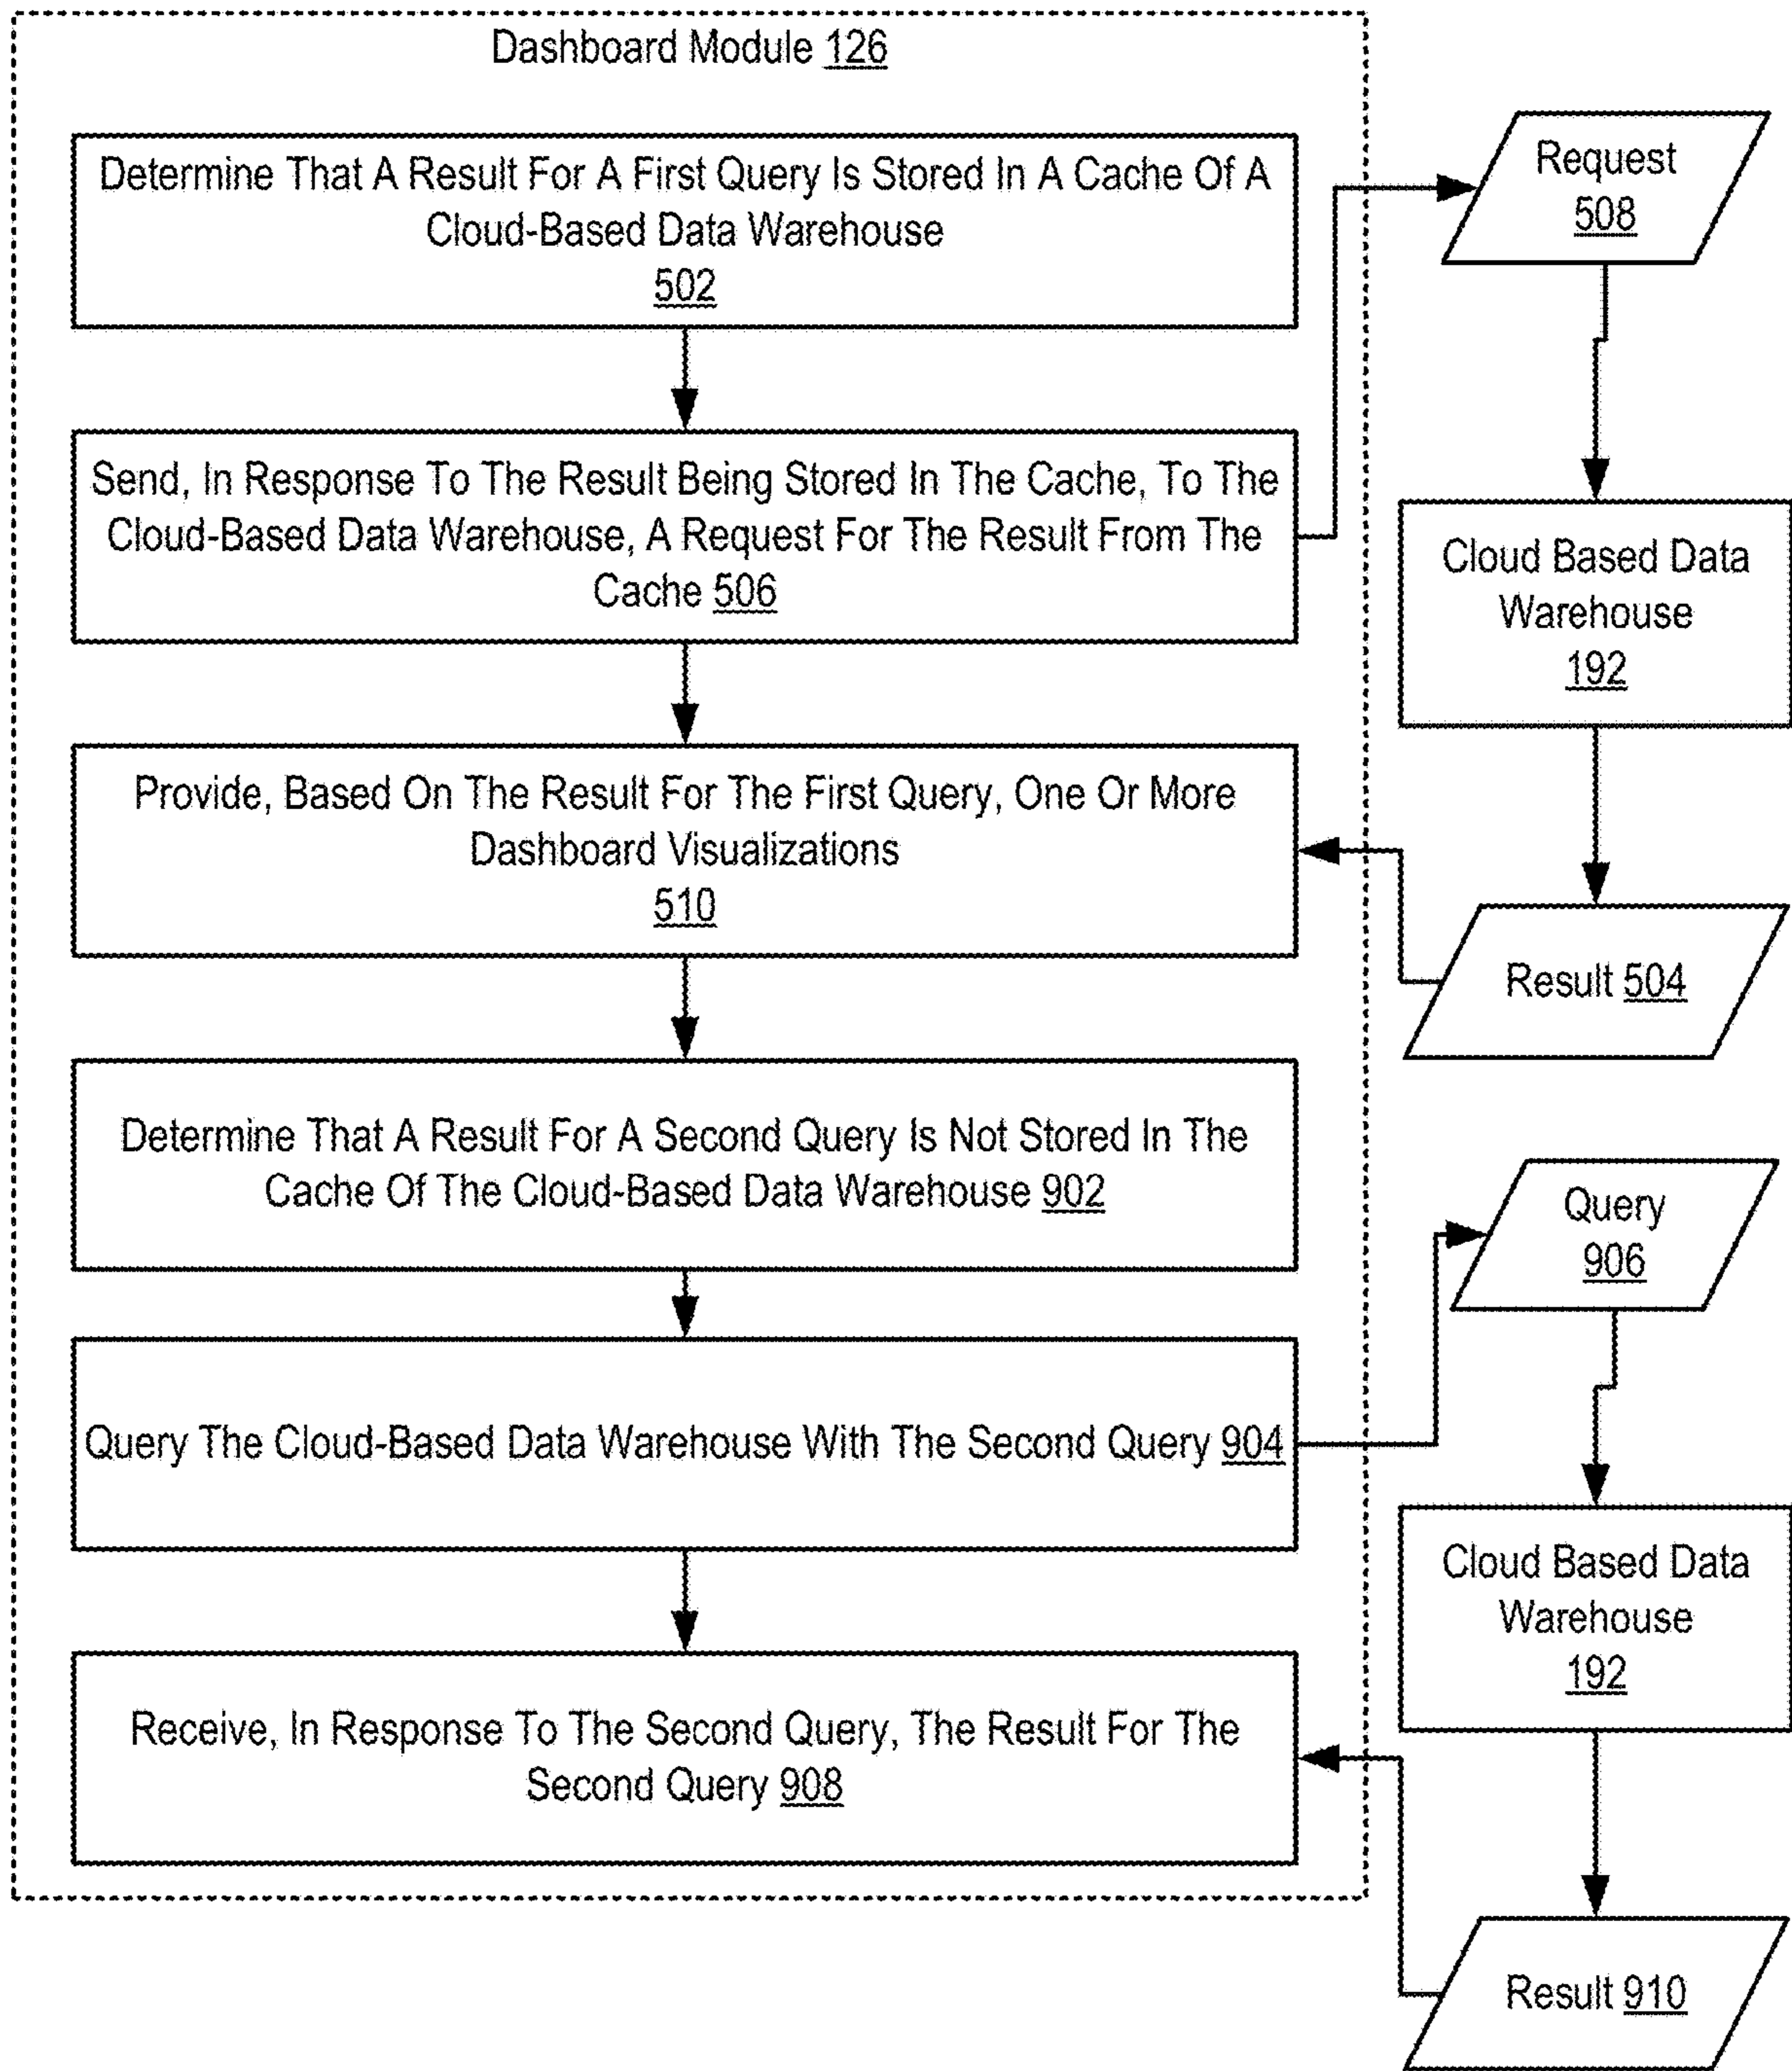 Dashboard Module 126
Determine That A Result For A First Query Is Stored In A Cache Of A
Cloud-Based Data Warehouse
502
Request
508
Send, In Response To The Result Being Stored In The Cache, To The
Cloud-Based Data Warehouse, A Request For The Result From The
Cache 506
Cloud Based Data
Warehouse
192
Provide, Based On The Result For The First Query, One Or More
Dashboard Visualizations
510
Result 504
Determine That A Result For A Second Query Is Not Stored In The
Cache Of The Cloud-Based Data Warehouse 902
Query
906
Query The Cloud-Based Data Warehouse With The Second Query 904
Cloud Based Data
Warehouse
192
Receive, In Response To The Second Query, The Result For The
Second Query 908
Result 910